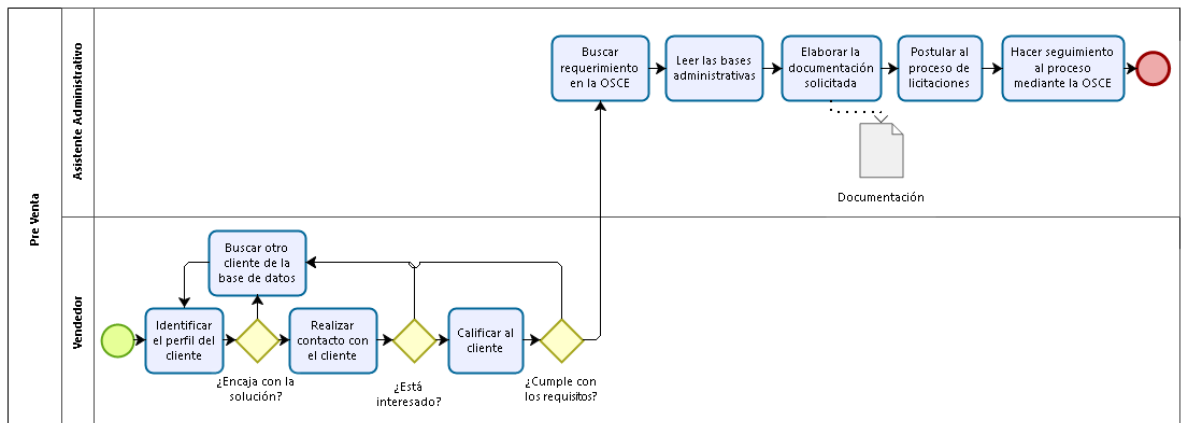 Pre Venta
Asistente Administrativo
Buscar
requerimiento
en la OSCE
Leer las bases
administrativas
Elaborar la
documentación
solicitada
Postular al
proceso de
licitaciones
Hacer seguimiento
al proceso
mediante la OSCE
Documentación
Vendedor
Buscar otro
cliente de la
base de datos
Identificar
el perfil del
cliente
¿Encaja con la
solución?
Realizar
contacto con
el cliente
¿Está
interesado?
Calificar al
cliente
¿Cumple con
los requisitos?